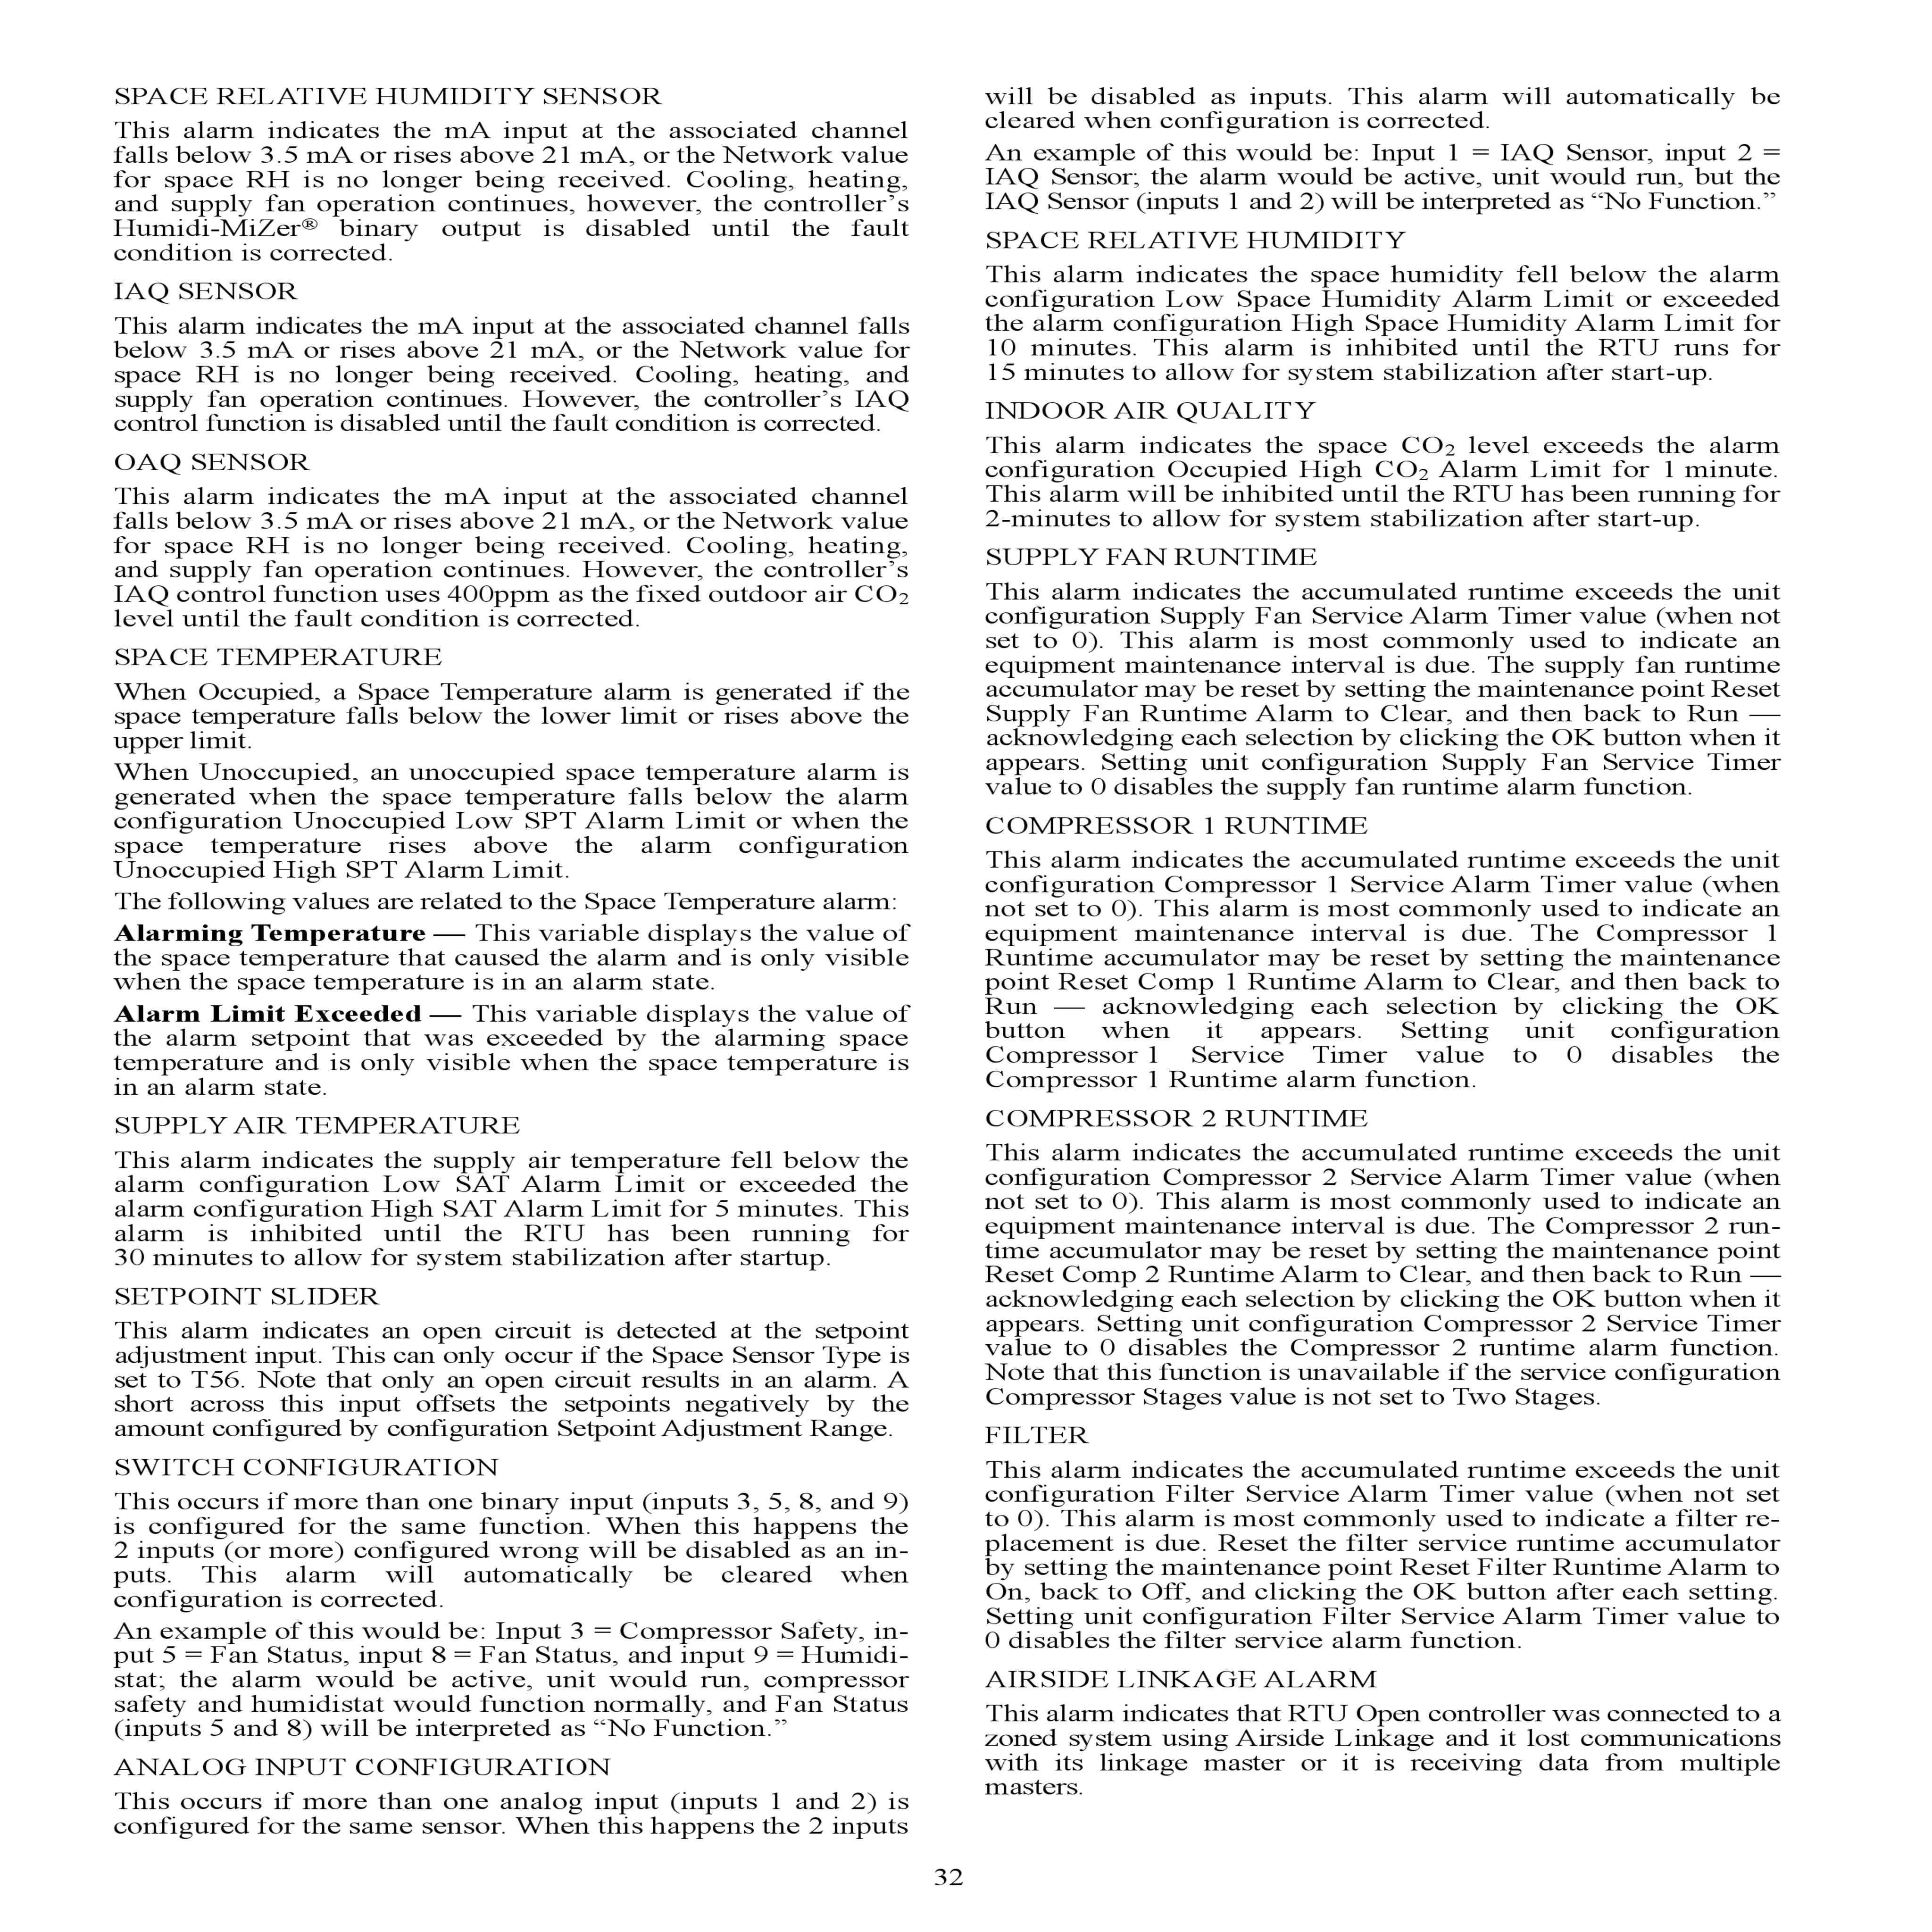 SPACE RELATIVE HUMIDITY SENSOR
This alarm indicates the mA input at the associated channel
falls below 3.5 mA or rises above 21 mA, or the Network value
for space RH is no longer being received. Cooling, heating,
and supply fan operation continues, however, the controller's
Humidi-MiZer® binary output is disabled until the fault
condition is corrected.
IAQ SENSOR
This alarm indicates the mA input at the associated channel falls
below 3.5 mA or rises above 21 mA, or the Network value for
space RH is no longer being received. Cooling, heating, and
supply fan operation continues. However, the controller's IAQ
control function is disabled until the fault condition is corrected.
OAQ SENSOR
This alarm indicates the mA input at the associated channel
falls below 3.5 mA or rises above 21 mA, or the Network value
for space RH is no longer being received. Cooling, heating,
and supply fan operation continues. However, the controller's
IAQ control function uses 400ppm as the fixed outdoor air CO2
level until the fault condition is corrected.
SPACE TEMPERATURE
When Occupied, a Space Temperature alarm is generated if the
space temperature falls below the lower limit or rises above the
upper limit.
When Unoccupied, an unoccupied space temperature alarm is
generated when the space temperature falls below the alarm
configuration Unoccupied Low SPT Alarm Limit or when the
space temperature rises above the alarm configuration
Unoccupied High SPT Alarm Limit.
The following values are related to the Space Temperature alarm:
Alarming Temperature — This variable displays the value of
the space temperature that caused the alarm and is only visible
when the space temperature is in an alarm state.
Alarm Limit Exceeded — This variable displays the value of
the alarm setpoint that was exceeded by the alarming space
temperature and is only visible when the space temperature is
in an alarm state.
SUPPLY AIR TEMPERATURE
This alarm indicates the supply air temperature fell below the
alarm configuration Low SAT Alarm Limit or exceeded the
alarm configuration High SAT Alarm Limit for 5 minutes. This
alarm is inhibited until the RTU has been running for
30 minutes to allow for system stabilization after startup.
SETPOINT SLIDER
This alarm indicates an open circuit is detected at the setpoint
adjustment input. This can only occur if the Space Sensor Type is
set to T56. Note that only an open circuit results in an alarm. A
short across this input offsets the setpoints negatively by the
amount configured by configuration Setpoint Adjustment Range.
SWITCH CONFIGURATION
This occurs if more than one binary input (inputs 3, 5, 8, and 9)
is configured for the same function. When this happens the
2 inputs (or more) configured wrong will be disabled as an in-
puts. This alarm will automatically be cleared when
configuration is corrected.
An example of this would be: Input 3 = Compressor Safety, in-
put 5 = Fan Status, input 8 = Fan Status, and input 9 = Humidi-
stat; the alarm would be active, unit would run, compressor
safety and humidistat would function normally, and Fan Status
(inputs 5 and 8) will be interpreted as “No Function.”
ANALOG INPUT CONFIGURATION
This occurs if more than one analog input (inputs 1 and 2) is
configured for the same sensor. When this happens the 2 inputs
will be disabled as inputs. This alarm will automatically be
cleared when configuration is corrected.
An example of this would be: Input 1 = IAQ Sensor, input 2 =
IAQ Sensor; the alarm would be active, unit would run, but the
IAQ Sensor (inputs 1 and 2) will be interpreted as “No Function.”
SPACE RELATIVE HUMIDITY
This alarm indicates the space humidity fell below the alarm
configuration Low Space Humidity Alarm Limit or exceeded
the alarm configuration High Space Humidity Alarm Limit for
10 minutes. This alarm is inhibited until the RTU runs for
15 minutes to allow for system stabilization after start-up.
INDOOR AIR QUALITY
This alarm indicates the space CO2 level exceeds the alarm
configuration Occupied High CO2 Alarm Limit for 1 minute.
This alarm will be inhibited until the RTU has been running for
2-minutes to allow for system stabilization after start-up.
SUPPLY FAN RUNTIME
This alarm indicates the accumulated runtime exceeds the unit
configuration Supply Fan Service Alarm Timer value (when not
set to 0). This alarm is most commonly used to indicate an
equipment maintenance interval is due. The supply fan runtime
accumulator may be reset by setting the maintenance point Reset
Supply Fan Runtime Alarm to Clear, and then back to Run —
acknowledging each selection by clicking the OK button when it
appears. Setting unit configuration Supply Fan Service Timer
value to 0 disables the supply fan runtime alarm function.
COMPRESSOR 1 RUNTIME
This alarm indicates the accumulated runtime exceeds the unit
configuration Compressor 1 Service Alarm Timer value (when
not set to 0). This alarm is most commonly used to indicate an
equipment maintenance interval is due. The Compressor 1
Runtime accumulator may be reset by setting the maintenance
point Reset Comp 1 Runtime Alarm to Clear, and then back to
Run — acknowledging each selection by clicking the OK
button when it appears. Setting unit configuration
Compressor 1 Service Timer value to 0 disables the
Compressor 1 Runtime alarm function.
COMPRESSOR 2 RUNTIME
This alarm indicates the accumulated runtime exceeds the unit
configuration Compressor 2 Service Alarm Timer value (when
not set to 0). This alarm is most commonly used to indicate an
equipment maintenance interval is due. The Compressor 2 run-
time accumulator may be reset by setting the maintenance point
Reset Comp 2 Runtime Alarm to Clear, and then back to Run —
acknowledging each selection by clicking the OK button when it
appears. Setting unit configuration Compressor 2 Service Timer
value to 0 disables the Compressor 2 runtime alarm function.
Note that this function is unavailable if the service configuration
Compressor Stages value is not set to Two Stages.
FILTER
This alarm indicates the accumulated runtime exceeds the unit
configuration Filter Service Alarm Timer value (when not set
to 0). This alarm is most commonly used to indicate a filter re-
placement is due. Reset the filter service runtime accumulator
by setting the maintenance point Reset Filter Runtime Alarm to
On, back to Off, and clicking the OK button after each setting.
Setting unit configuration Filter Service Alarm Timer value to
0 disables the filter service alarm function.
AIRSIDE LINKAGE ALARM
This alarm indicates that RTU Open controller was connected to a
zoned system using Airside Linkage and it lost communications
with its linkage master or it is receiving data from multiple
masters.
32